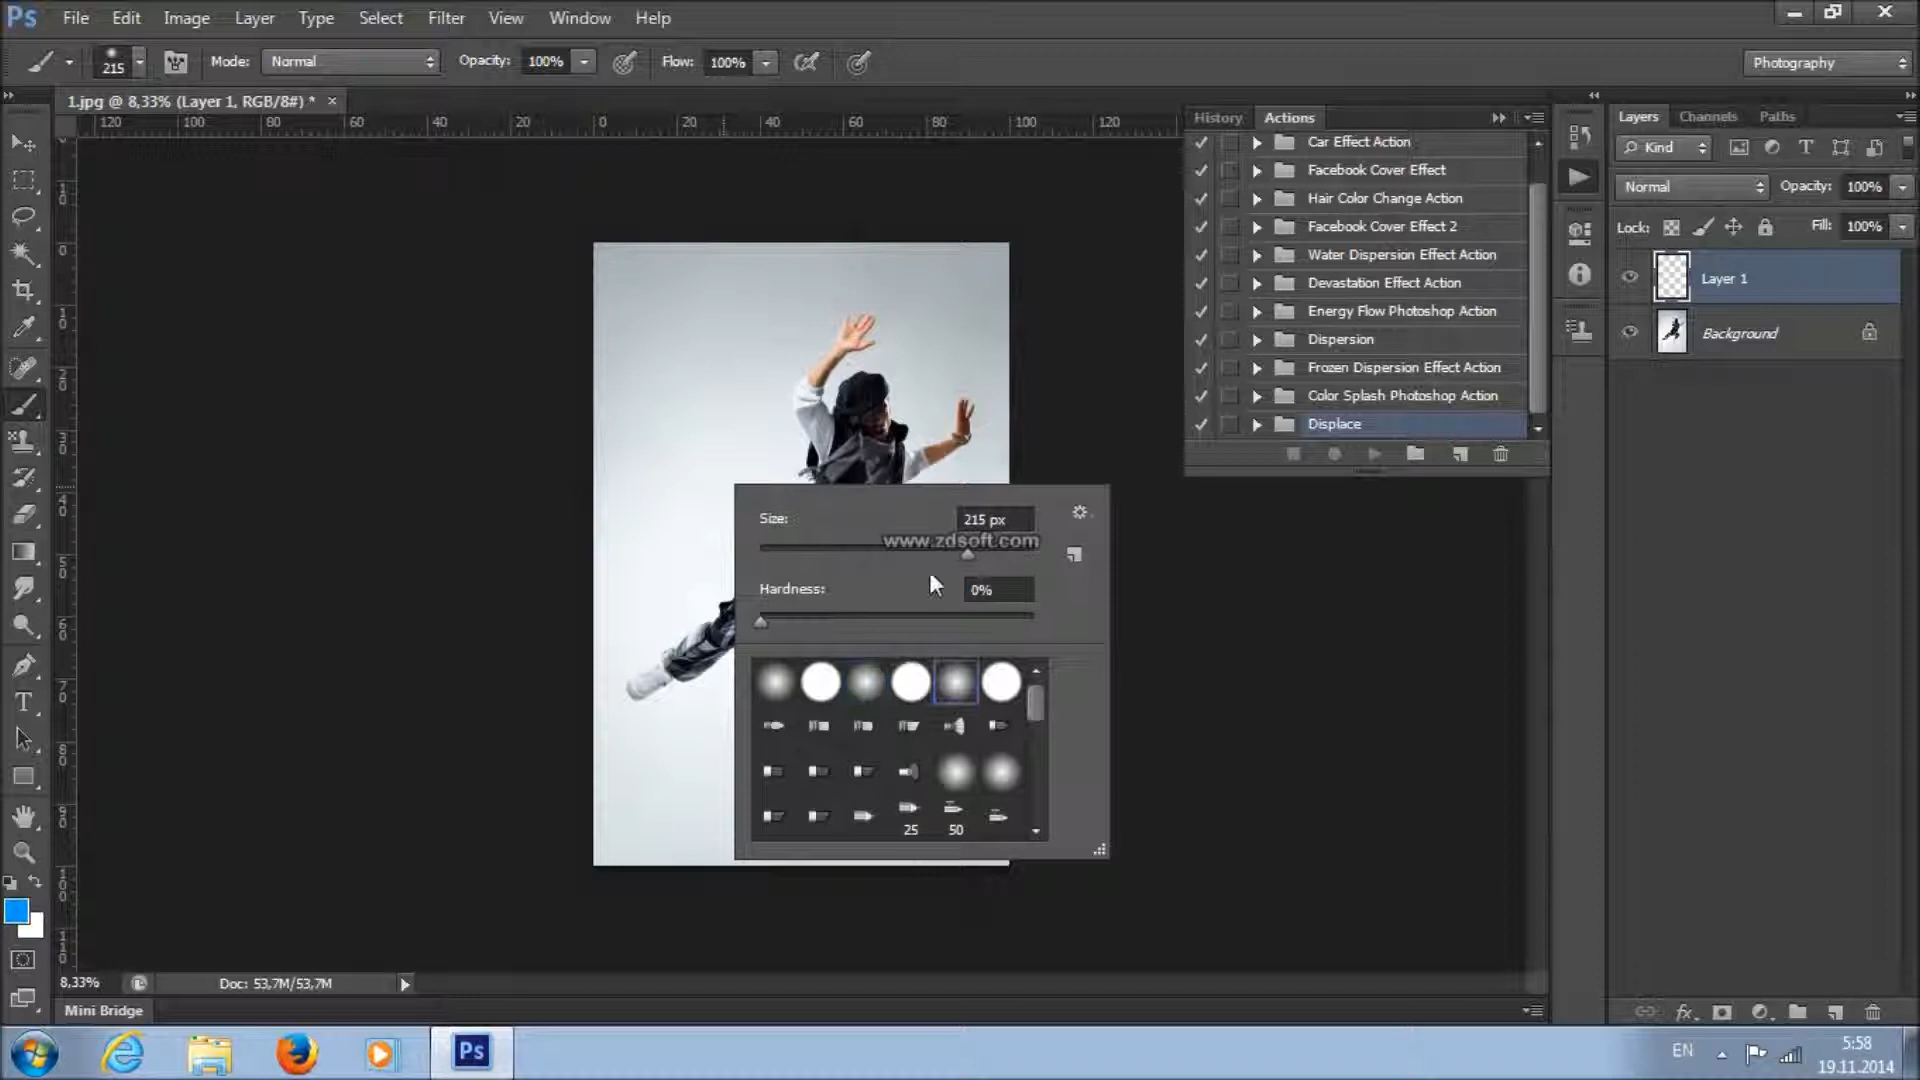 Ps File Edit Image Layer Type Select Filter View Window Help
215 Mode: Normal Opacity: 100% Flow: 100% Photography
1.jpg @ 8,33% (Layer 1, RGB/8#) * ×
120 100 80 60 40 20 0 20 40 60 80 100 120
History Actions
Car Effect Action
Facebook Cover Effect
Hair Color Change Action
Facebook Cover Effect 2
Water Dispersion Effect Action
Devastation Effect Action
Energy Flow Photoshop Action
Dispersion
Frozen Dispersion Effect Action
Color Splash Photoshop Action
Displace
Layers Channels Paths
Kind
Normal Opacity: 100%
Lock: Fill: 100%
Layer 1
Background
Size: 215 px
www.zdsoft.com
Hardness: 0%
25 50
8,33% Doc: 53,7M/53,7M
Mini Bridge
Ps
EN 5:58
19.11.2014